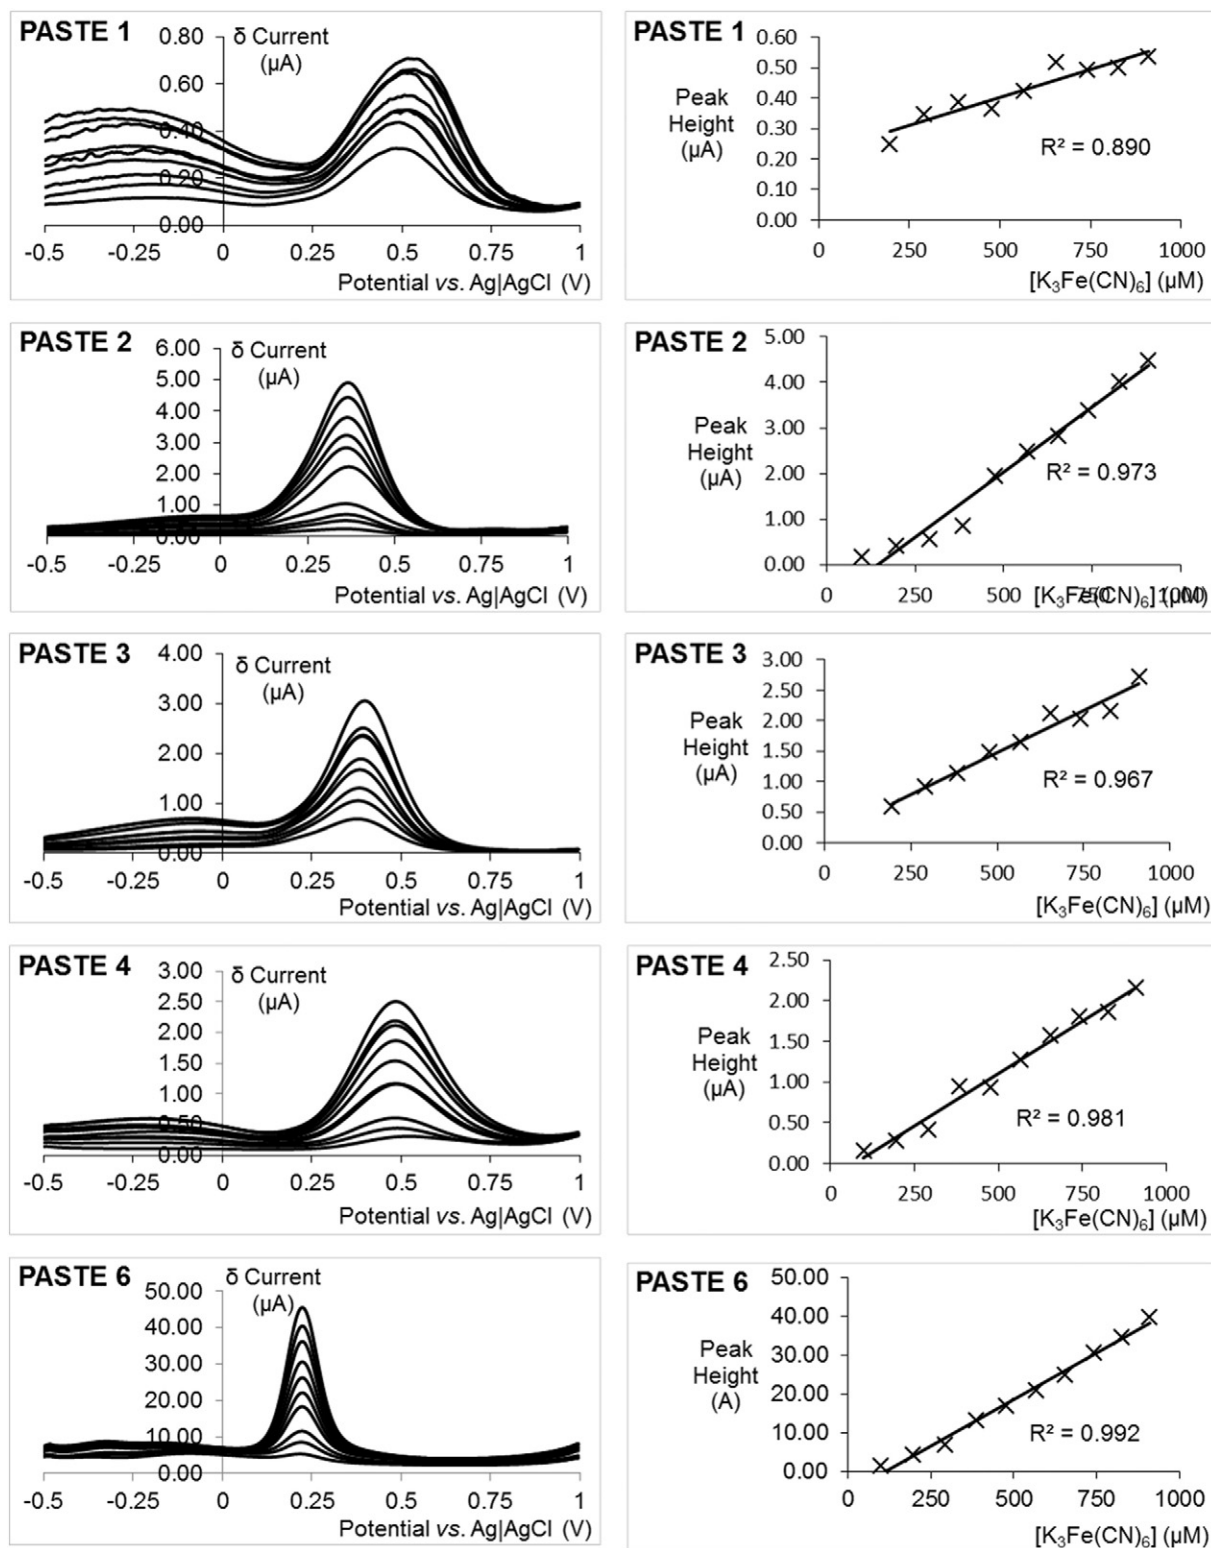 PASTE 1
δ Current
(µA)
0.80
0.60
0.40
0.20
0.00
-0.5 -0.25 0 0.25 0.5 0.75 1
Potential vs. Ag|AgCl (V)
PASTE 1
Peak
Height
(µA)
0.60
0.50
0.40
0.30
0.20
0.10
0.00
R² = 0.890
0 250 500 750 1000
[K₃Fe(CN)₆] (µM)
PASTE 2
δ Current
(µA)
6.00
5.00
4.00
3.00
2.00
1.00
0.00
-0.5 -0.25 0 0.25 0.5 0.75 1
Potential vs. Ag|AgCl (V)
PASTE 2
Peak
Height
(µA)
5.00
4.00
3.00
2.00
1.00
0.00
R² = 0.973
0 250 500 750 1000
[K₃Fe(CN)₆] (µM)
PASTE 3
δ Current
(µA)
4.00
3.00
2.00
1.00
0.00
-0.5 -0.25 0 0.25 0.5 0.75 1
Potential vs. Ag|AgCl (V)
PASTE 3
Peak
Height
(µA)
3.00
2.50
2.00
1.50
1.00
0.50
0.00
R² = 0.967
0 250 500 750 1000
[K₃Fe(CN)₆] (µM)
PASTE 4
δ Current
(µA)
3.00
2.50
2.00
1.50
1.00
0.50
0.00
-0.5 -0.25 0 0.25 0.5 0.75 1
Potential vs. Ag|AgCl (V)
PASTE 4
Peak
Height
(µA)
2.50
2.00
1.50
1.00
0.50
0.00
R² = 0.981
0 250 500 750 1000
[K₃Fe(CN)₆] (µM)
PASTE 6
δ Current
(µA)
50.00
40.00
30.00
20.00
10.00
0.00
-0.5 -0.25 0 0.25 0.5 0.75 1
Potential vs. Ag|AgCl (V)
PASTE 6
Peak
Height
(A)
50.00
40.00
30.00
20.00
10.00
0.00
R² = 0.992
0 250 500 750 1000
[K₃Fe(CN)₆] (µM)